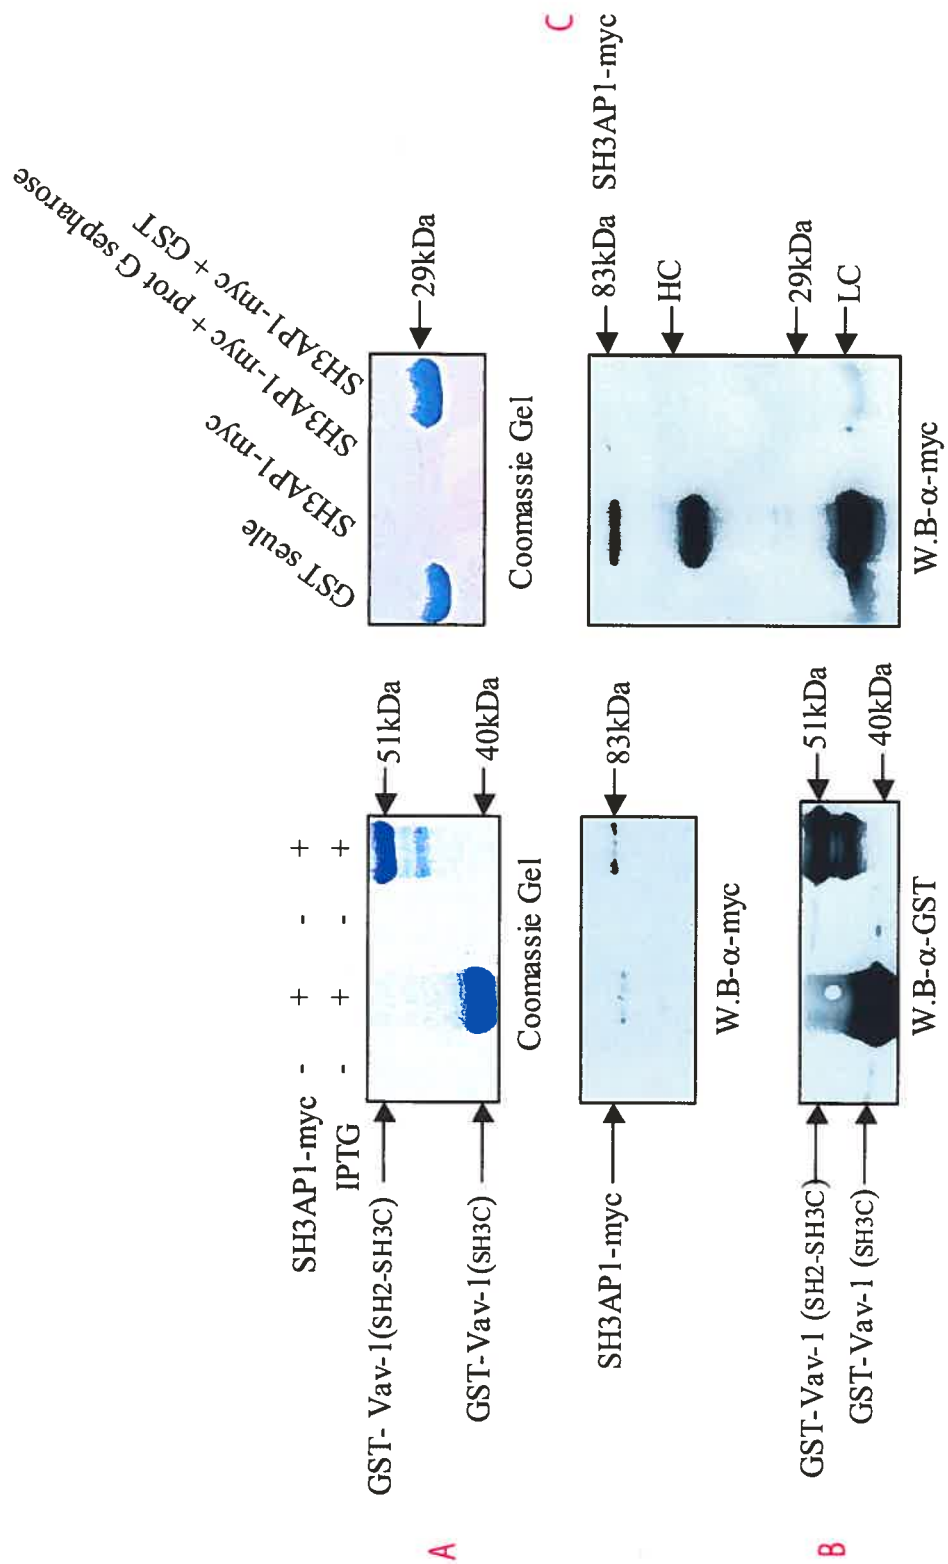 A
SH3AP1-myc - + - +
IPTG - + - +
GST- Vav-1(SH2-SH3C)
51kDa
GST-Vav-1(SH3C)
40kDa
Coomassie Gel
SH3AP1-myc
83kDa
W.B-α-myc
B
GST-Vav-1 (SH2-SH3C)
51kDa
GST-Vav-1 (SH3C)
40kDa
W.B-α-GST
GST seule
SH3AP1-myc
SH3AP1-myc + prot G sepharose
SH3AP1-myc + GST
29kDa
Coomassie Gel
C
83kDa SH3AP1-myc
HC
29kDa
LC
W.B-α-myc